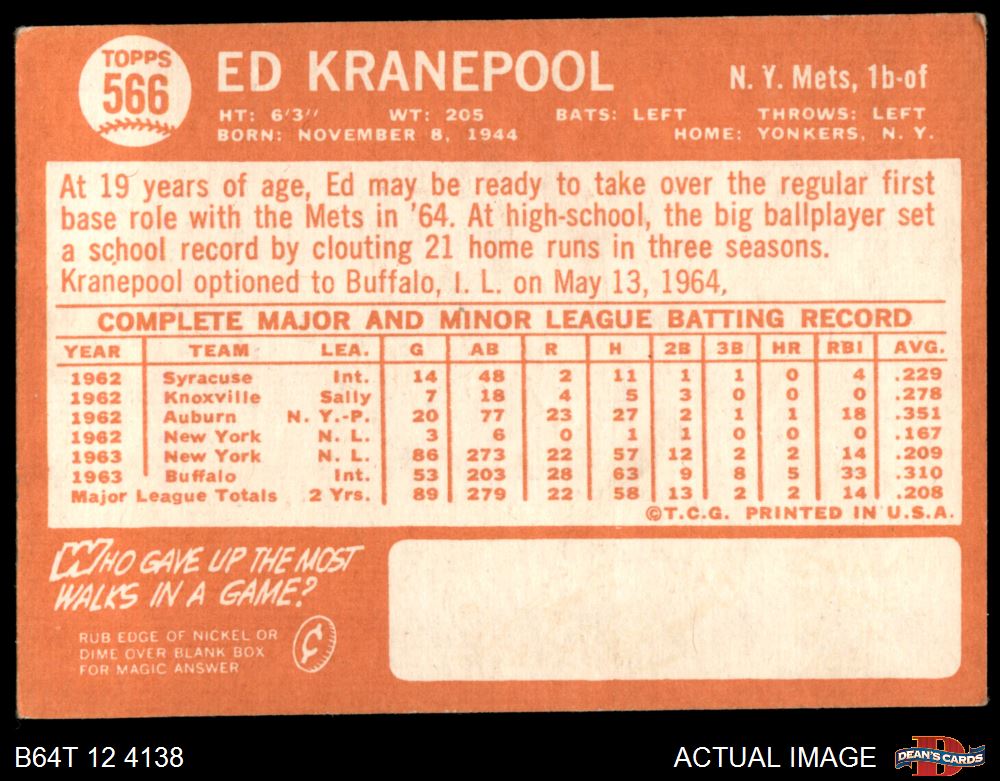 TOPPS
566
ED KRANEPOOL
N. Y. Mets, 1b-of
HT: 6'3'' WT: 205 BATS: LEFT THROWS: LEFT
BORN: NOVEMBER 8, 1944 HOME: YONKERS, N. Y.
At 19 years of age, Ed may be ready to take over the regular first
base role with the Mets in '64. At high-school, the big ballplayer set
a school record by clouting 21 home runs in three seasons.
Kranepool optioned to Buffalo, I. L. on May 13, 1964.
COMPLETE MAJOR AND MINOR LEAGUE BATTING RECORD
YEAR TEAM LEA. G AB R H 2B 3B HR RBI AVG.
1962 Syracuse Int. 14 48 2 11 1 1 0 4 .229
1962 Knoxville Sally 7 18 4 5 3 0 0 0 .278
1962 Auburn N. Y.-P. 20 77 23 27 2 1 1 18 .351
1962 New York N. L. 3 6 0 1 1 0 0 0 .167
1963 New York N. L. 86 273 22 57 12 2 2 14 .209
1963 Buffalo Int. 53 203 28 63 9 8 5 33 .310
Major League Totals 2 Yrs. 89 279 22 58 13 2 2 14 .208
©T.C.G. PRINTED IN U.S.A.
WHO GAVE UP THE MOST
WALKS IN A GAME?
RUB EDGE OF NICKEL OR
DIME OVER BLANK BOX
FOR MAGIC ANSWER
¢
B64T 12 4138
ACTUAL IMAGE
D
DEAN'S CARDS